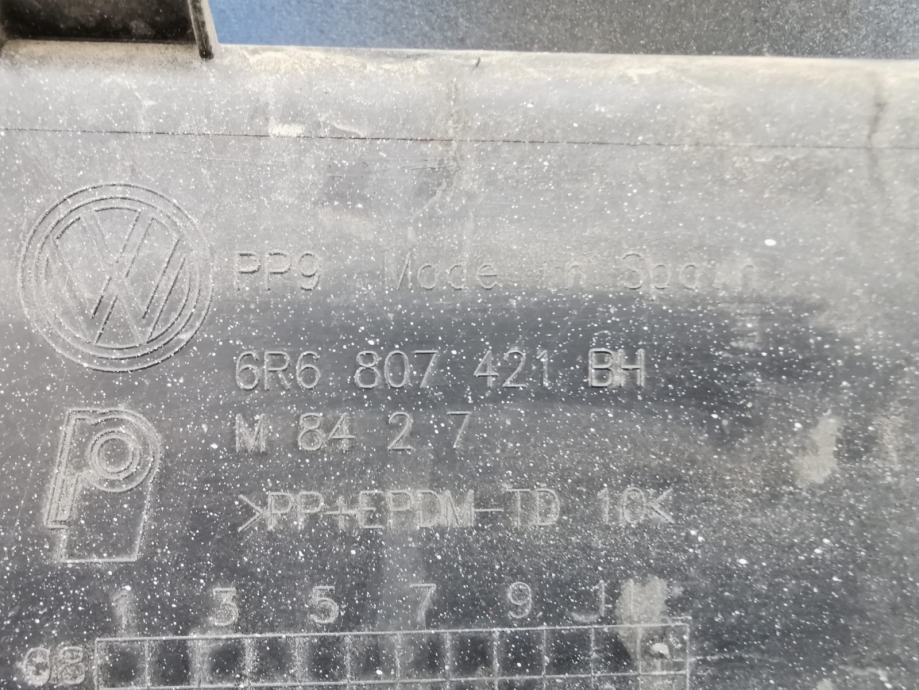 PP9 Made in Spain
6R6 807 421 BH
M 84 2 7
>PP+EPDM-TD 10<
1 3 5 7 9 11